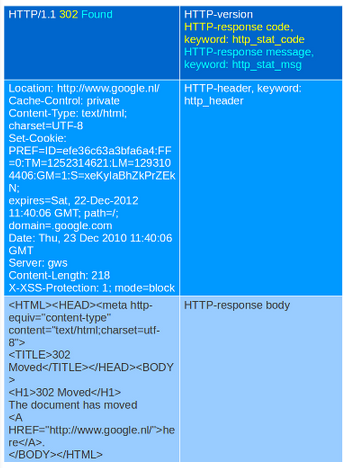 HTTP/1.1 302 Found
HTTP-version
HTTP-response code,
keyword: http_stat_code
HTTP-response message,
keyword: http_stat_msg
Location: http://www.google.nl/
Cache-Control: private
Content-Type: text/html;
charset=UTF-8
Set-Cookie:
PREF=ID=efe36c63a3bfa6a4:FF
=0:TM=1252314621:LM=129310
4406:GM=1:S=xeKyIaBhZkPrZEk
N;
expires=Sat, 22-Dec-2012
11:40:06 GMT; path=/;
domain=.google.com
Date: Thu, 23 Dec 2010 11:40:06
GMT
Server: gws
Content-Length: 218
X-XSS-Protection: 1; mode=block
HTTP-header, keyword:
http_header
<HTML><HEAD><meta http-
equiv="content-type"
content="text/html;charset=utf-
8">
<TITLE>302
Moved</TITLE></HEAD><BODY
>
<H1>302 Moved</H1>
The document has moved
<A
HREF="http://www.google.nl/">he
re</A>.
</BODY></HTML>
HTTP-response body